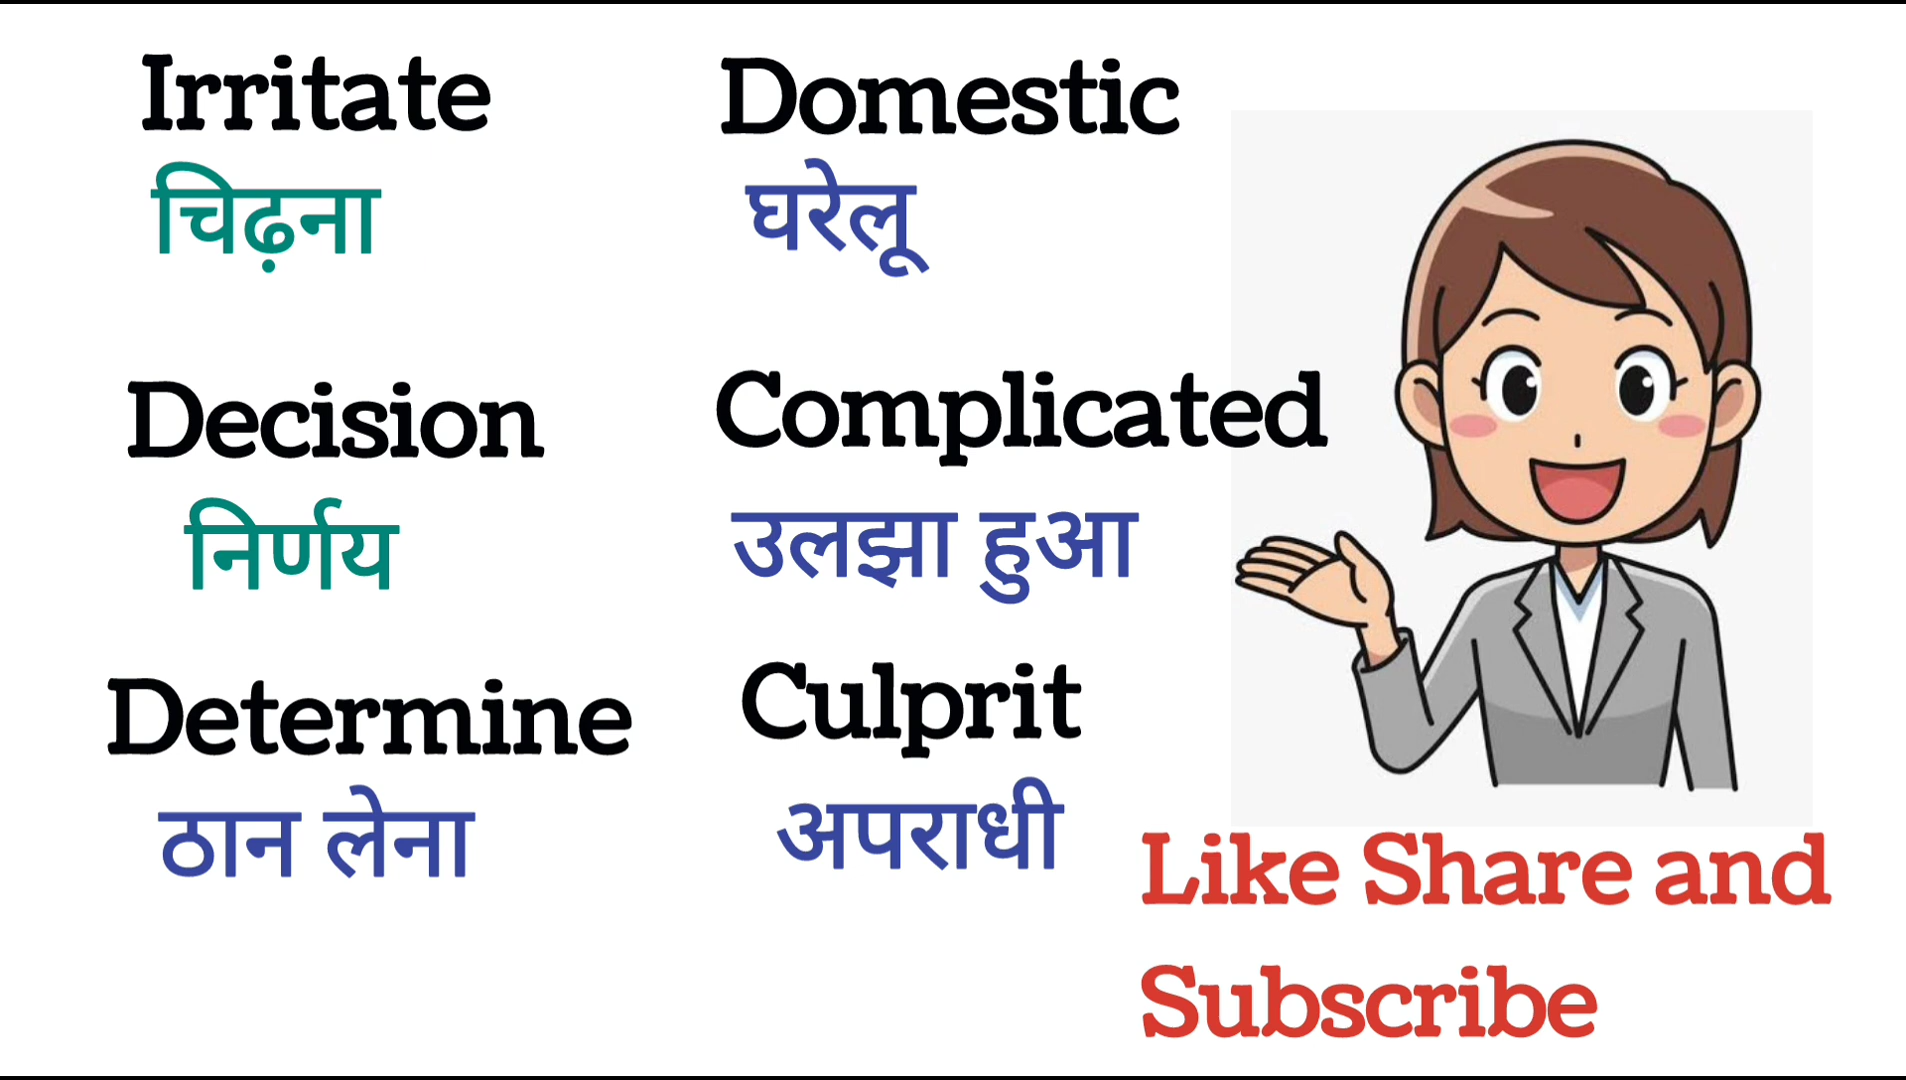 Irritate
चिढ़ना
Domestic
घरेलू
Decision
निर्णय
Complicated
उलझा हुआ
Determine
ठान लेना
Culprit
अपराधी
Like Share and
Subscribe